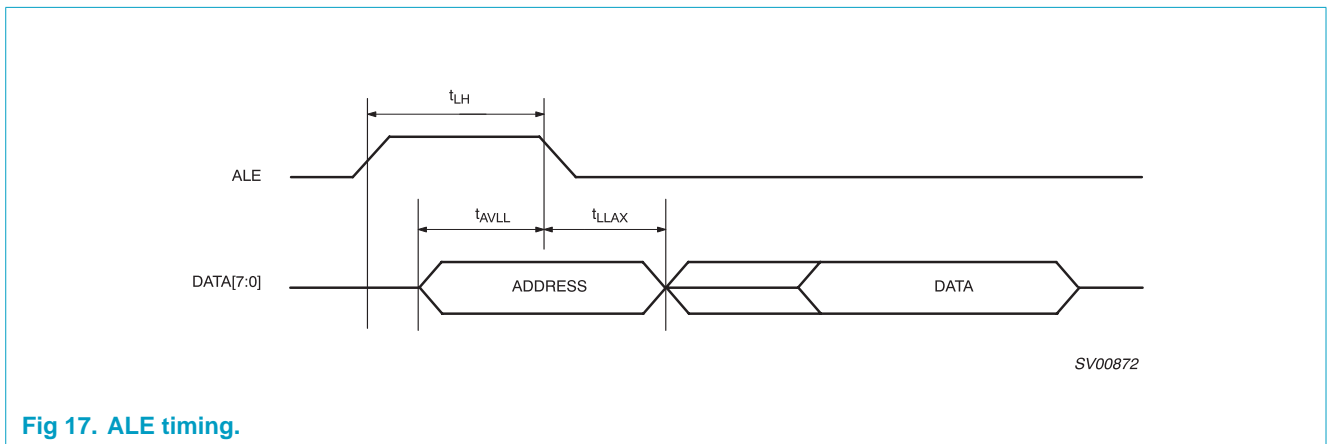 tLH
ALE
tAVLL
tLLAX
DATA[7:0]
ADDRESS
DATA
SV00872
Fig 17. ALE timing.